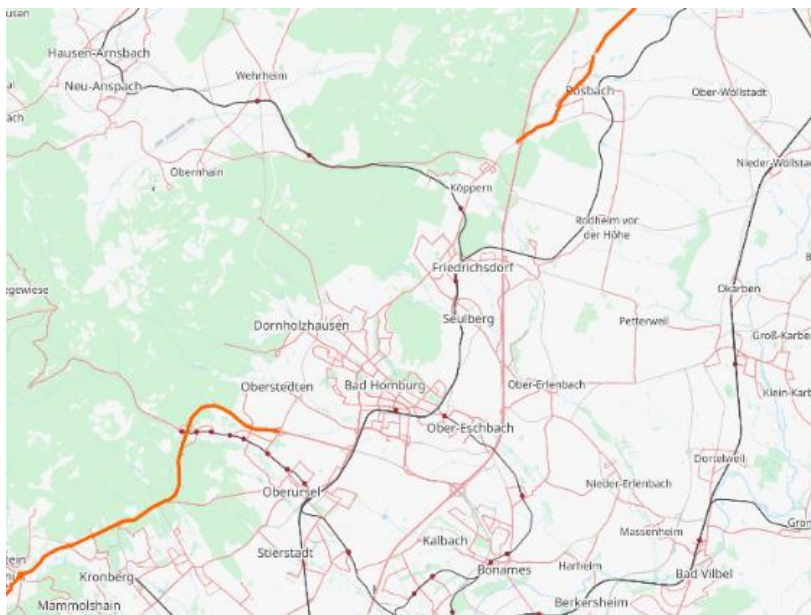 Hausen-Arnsbach
Neu-Anspach
Wehrheim
Obernhain
Rosbach
Ober-Wöllstadt
Nieder-Wöllstadt
Köppern
Rodheim vor
der Höhe
Friedrichsdorf
Seulberg
Okarben
Petterweil
Groß-Karben
Klein-Karb
Dornholzhausen
Oberstedten
Bad Homburg
Ober-Erlenbach
Ober-Eschbach
Dortelweil
Oberursel
Nieder-Erlenbach
Stierstadt
Kalbach
Massenheim
Gron
Bonames
Harheim
Bad Vilbel
Kronberg
Mammolshain
Berkersheim